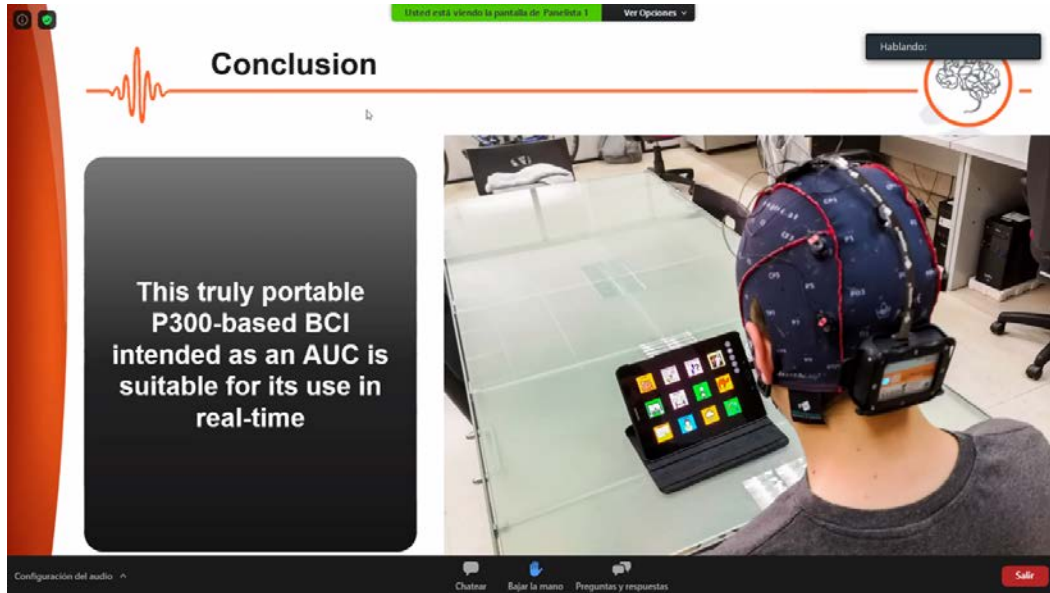 Usted está viendo la pantalla de Panelista 1
Ver Opciones
Hablando:
Conclusion
This truly portable
P300-based BCI
intended as an AUC is
suitable for its use in
real-time
Configuración del audio
Chatear
Bajar la mano
Preguntas y respuestas
Salir